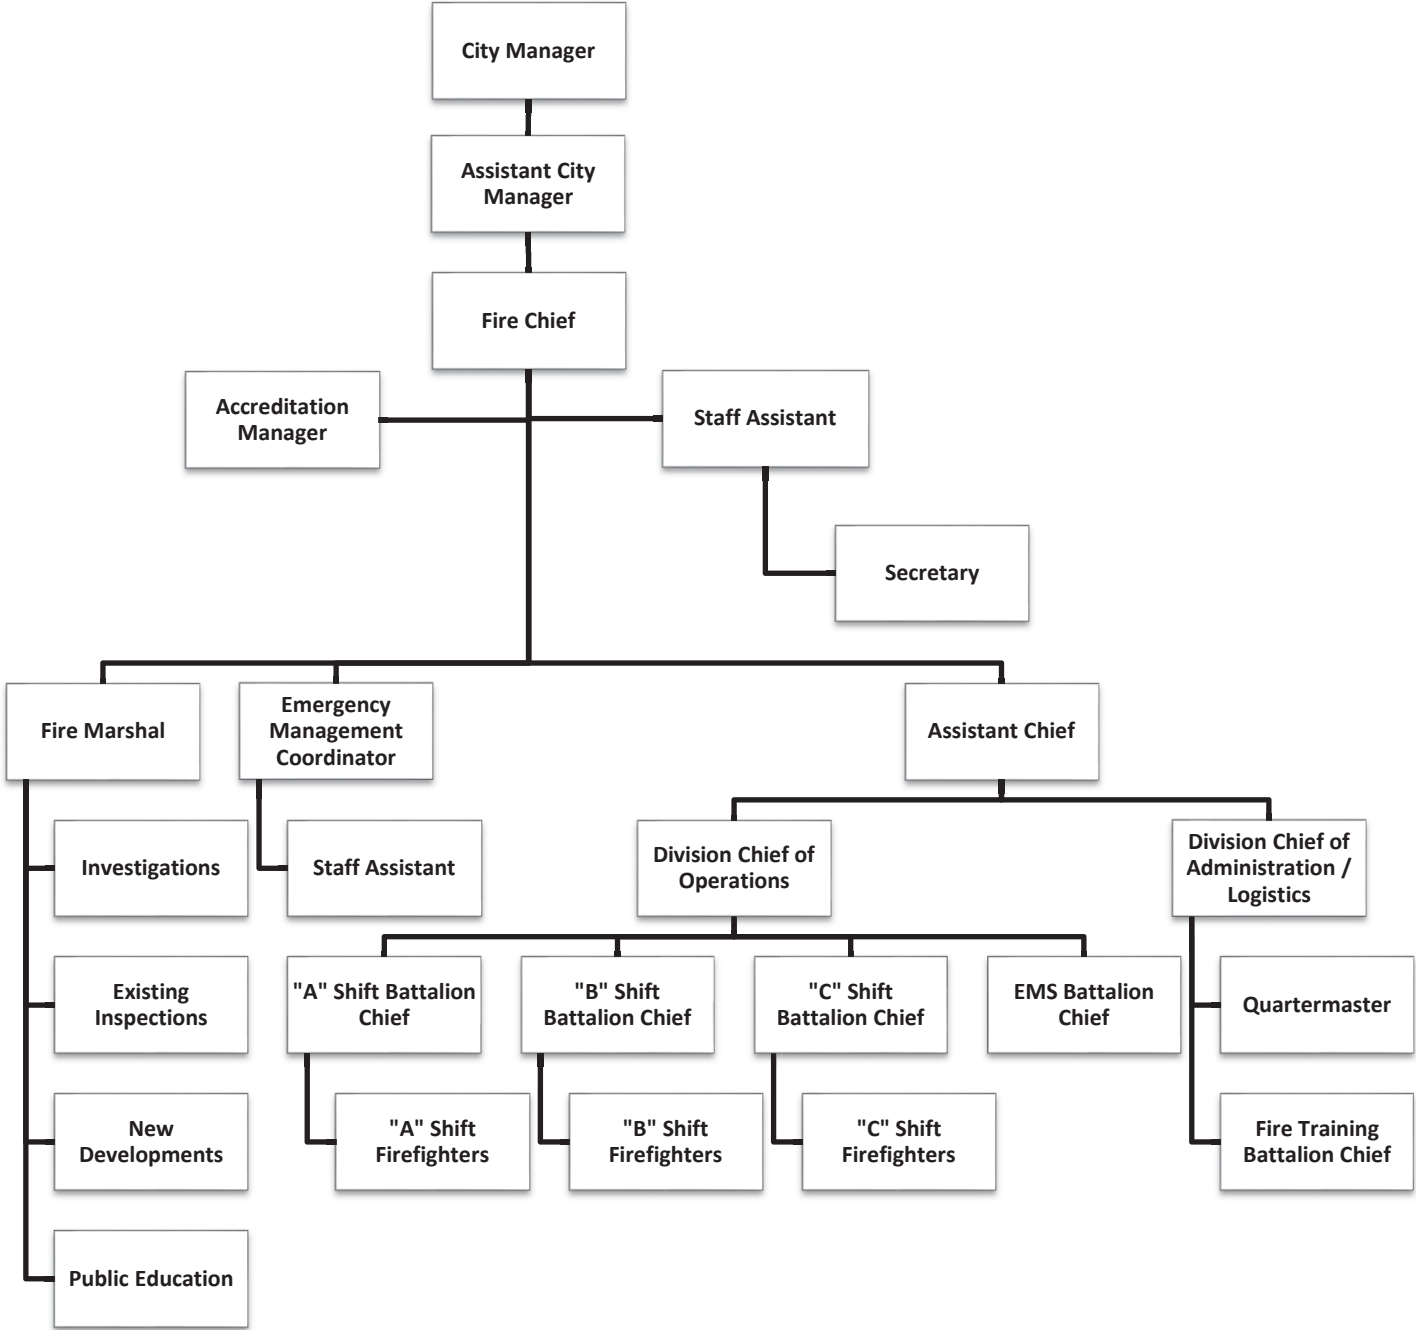 City Manager
Assistant City
Manager
Fire Chief
Accreditation
Manager
Staff Assistant
Secretary
Fire Marshal
Emergency
Management
Coordinator
Assistant Chief
Investigations
Staff Assistant
Division Chief of
Operations
Division Chief of
Administration /
Logistics
Existing
Inspections
"A" Shift Battalion
Chief
"B" Shift
Battalion Chief
"C" Shift
Battalion Chief
EMS Battalion
Chief
Quartermaster
New
Developments
"A" Shift
Firefighters
"B" Shift
Firefighters
"C" Shift
Firefighters
Fire Training
Battalion Chief
Public Education